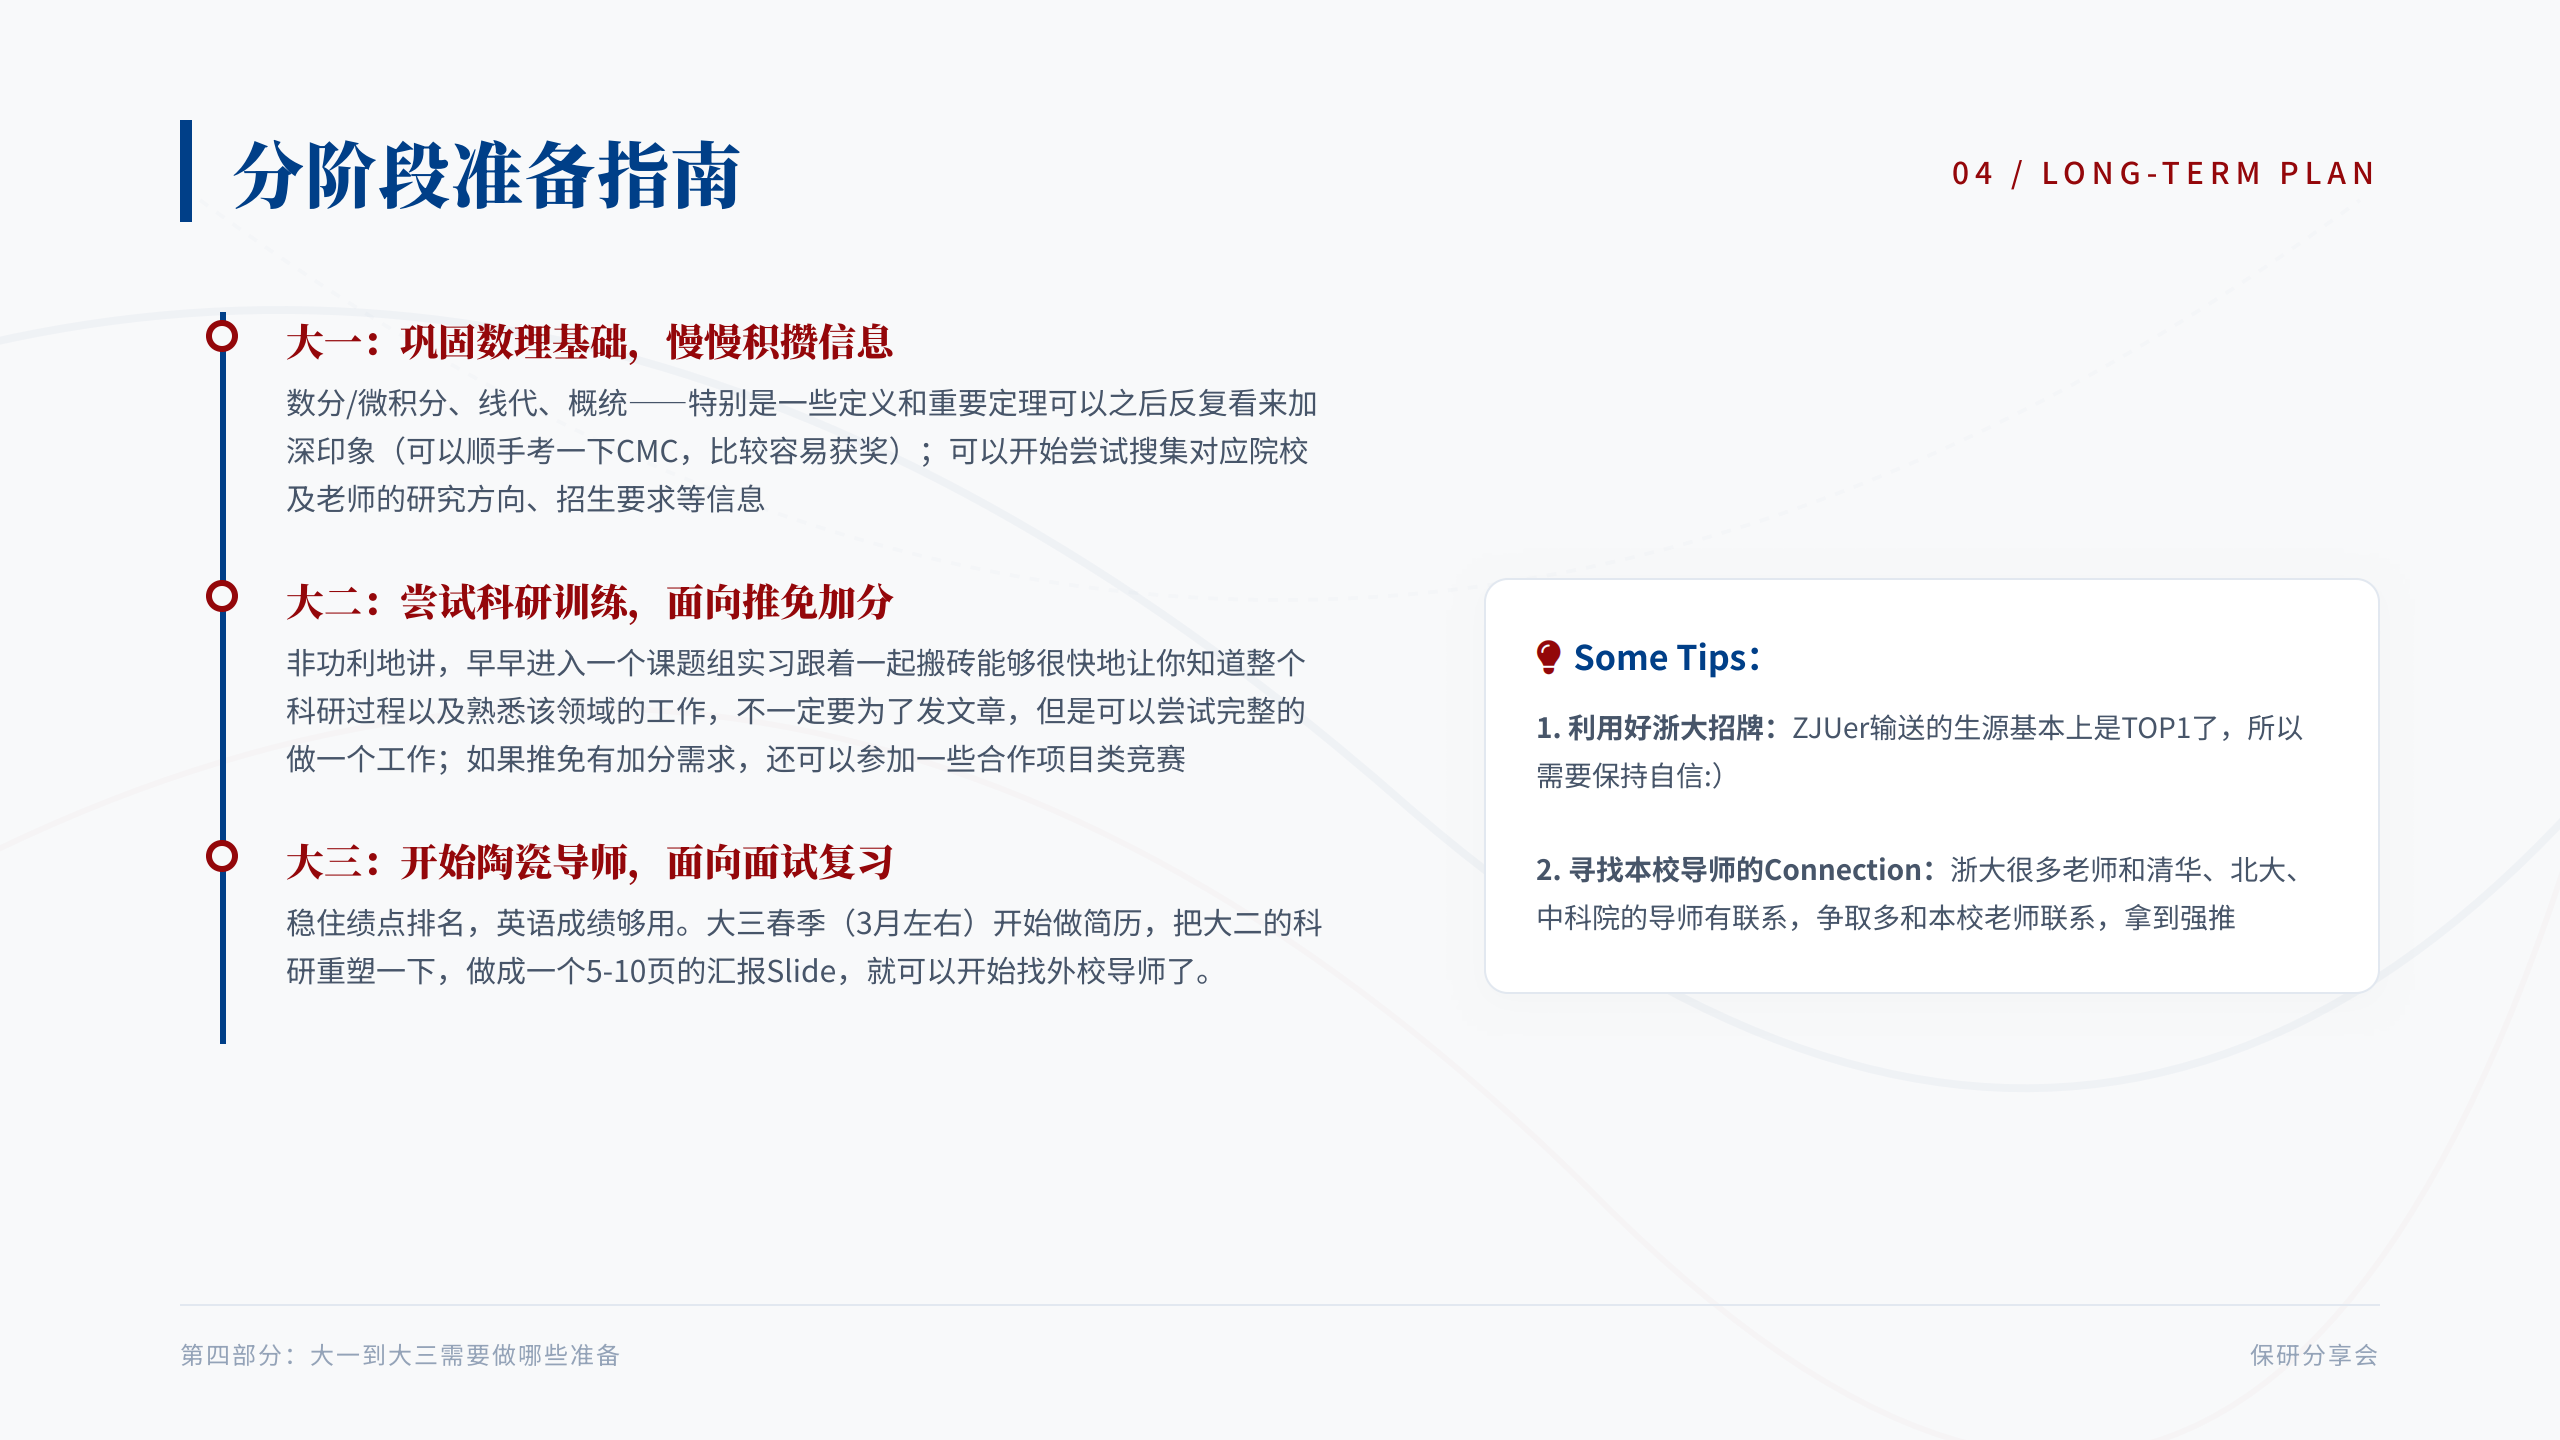 分阶段准备指南
04 / LONG-TERM PLAN
大一：巩固数理基础，慢慢积攒信息
数分/微积分、线代、概统——特别是一些定义和重要定理可以之后反复看来加
深印象（可以顺手考一下CMC，比较容易获奖）；可以开始尝试搜集对应院校
及老师的研究方向、招生要求等信息
大二：尝试科研训练，面向推免加分
非功利地讲，早早进入一个课题组实习跟着一起搬砖能够很快地让你知道整个
科研过程以及熟悉该领域的工作，不一定要为了发文章，但是可以尝试完整的
做一个工作；如果推免有加分需求，还可以参加一些合作项目类竞赛
大三：开始陶瓷导师，面向面试复习
稳住绩点排名，英语成绩够用。大三春季（3月左右）开始做简历，把大二的科
研重塑一下，做成一个5-10页的汇报Slide，就可以开始找外校导师了。
Some Tips：
1. 利用好浙大招牌：ZJUer输送的生源基本上是TOP1了，所以
需要保持自信:）
2. 寻找本校导师的Connection：浙大很多老师和清华、北大、
中科院的导师有联系，争取多和本校老师联系，拿到强推
第四部分：大一到大三需要做哪些准备
保研分享会